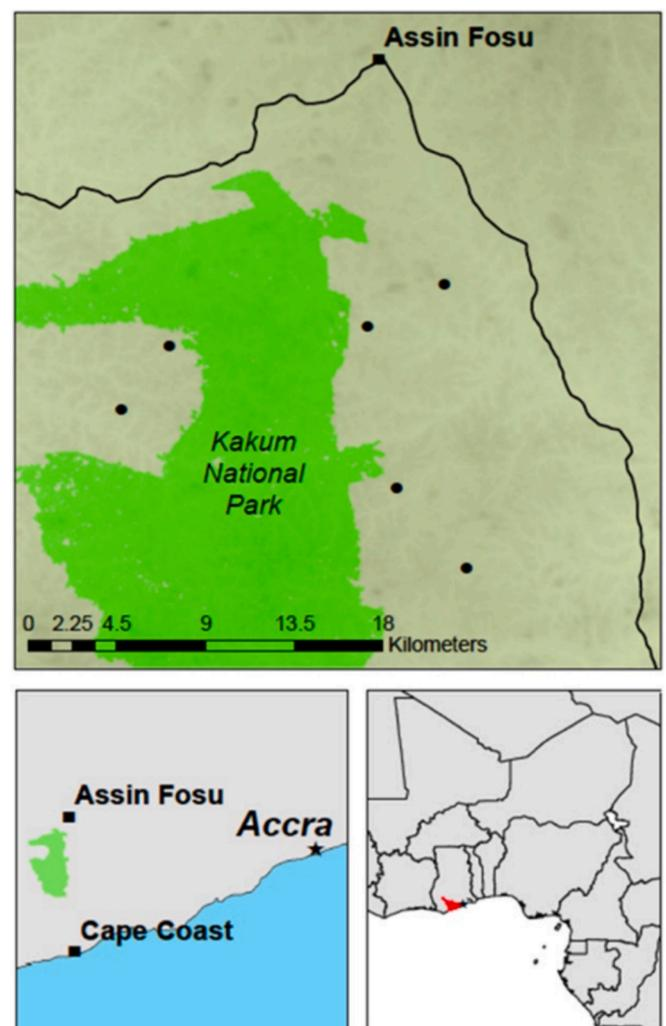 Assin Fosu
Kakum
National
Park
0 2.25 4.5 9 13.5 18
Kilometers
Assin Fosu
Accra
Cape Coast